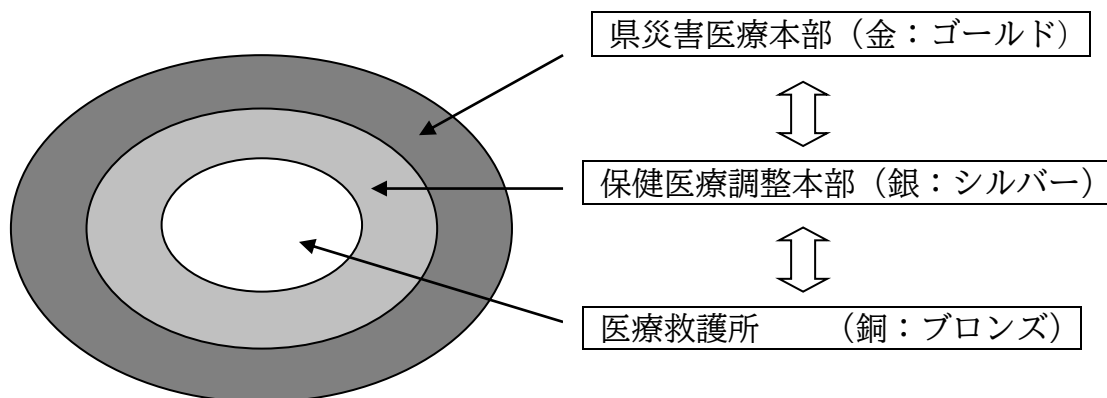 県災害医療本部（金：ゴールド）
保健医療調整本部（銀：シルバー）
医療救護所　　（銅：ブロンズ）